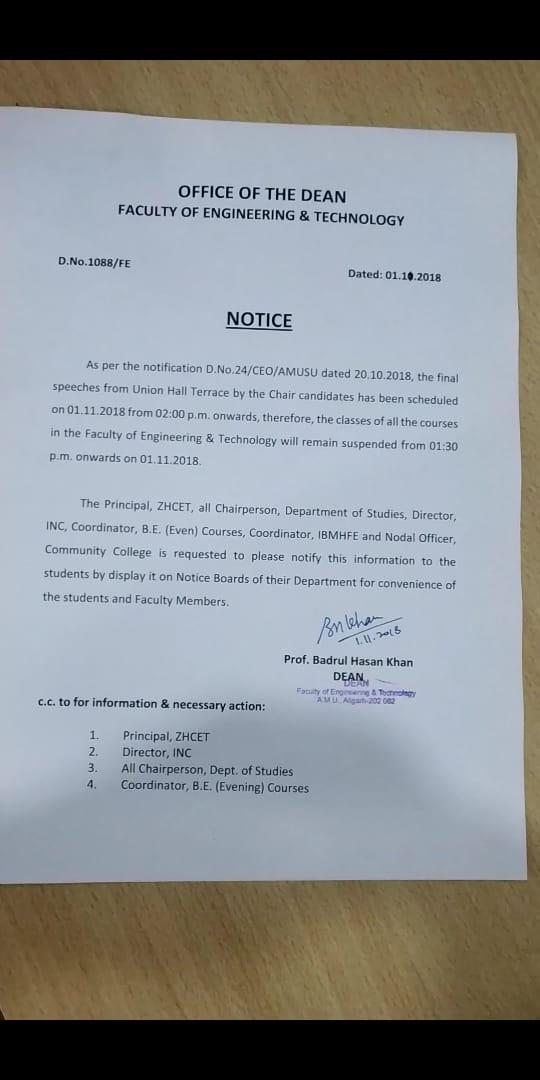 OFFICE OF THE DEAN
FACULTY OF ENGINEERING & TECHNOLOGY
D.No.1088/FE
Dated: 01.11.2018
NOTICE
As per the notification D.No.24/CEO/AMUSU dated 20.10.2018, the final
speeches from Union Hall Terrace by the Chair candidates has been scheduled
on 01.11.2018 from 02:00 p.m. onwards, therefore, the classes of all the courses
in the Faculty of Engineering & Technology will remain suspended from 01:30
p.m. onwards on 01.11.2018.
The Principal, ZHCET, all Chairperson, Department of Studies, Director,
INC, Coordinator, B.E. (Even) Courses, Coordinator, IBMHFE and Nodal Officer,
Community College is requested to please notify this information to the
students by display it on Notice Boards of their Department for convenience of
the students and Faculty Members.
BN Khan
1.11.2018
Prof. Badrul Hasan Khan
DEAN
DEAN
Faculty of Engineering & Technology
A.M.U., Aligarh-202 002
c.c. to for information & necessary action:
1. Principal, ZHCET
2. Director, INC
3. All Chairperson, Dept. of Studies
4. Coordinator, B.E. (Evening) Courses